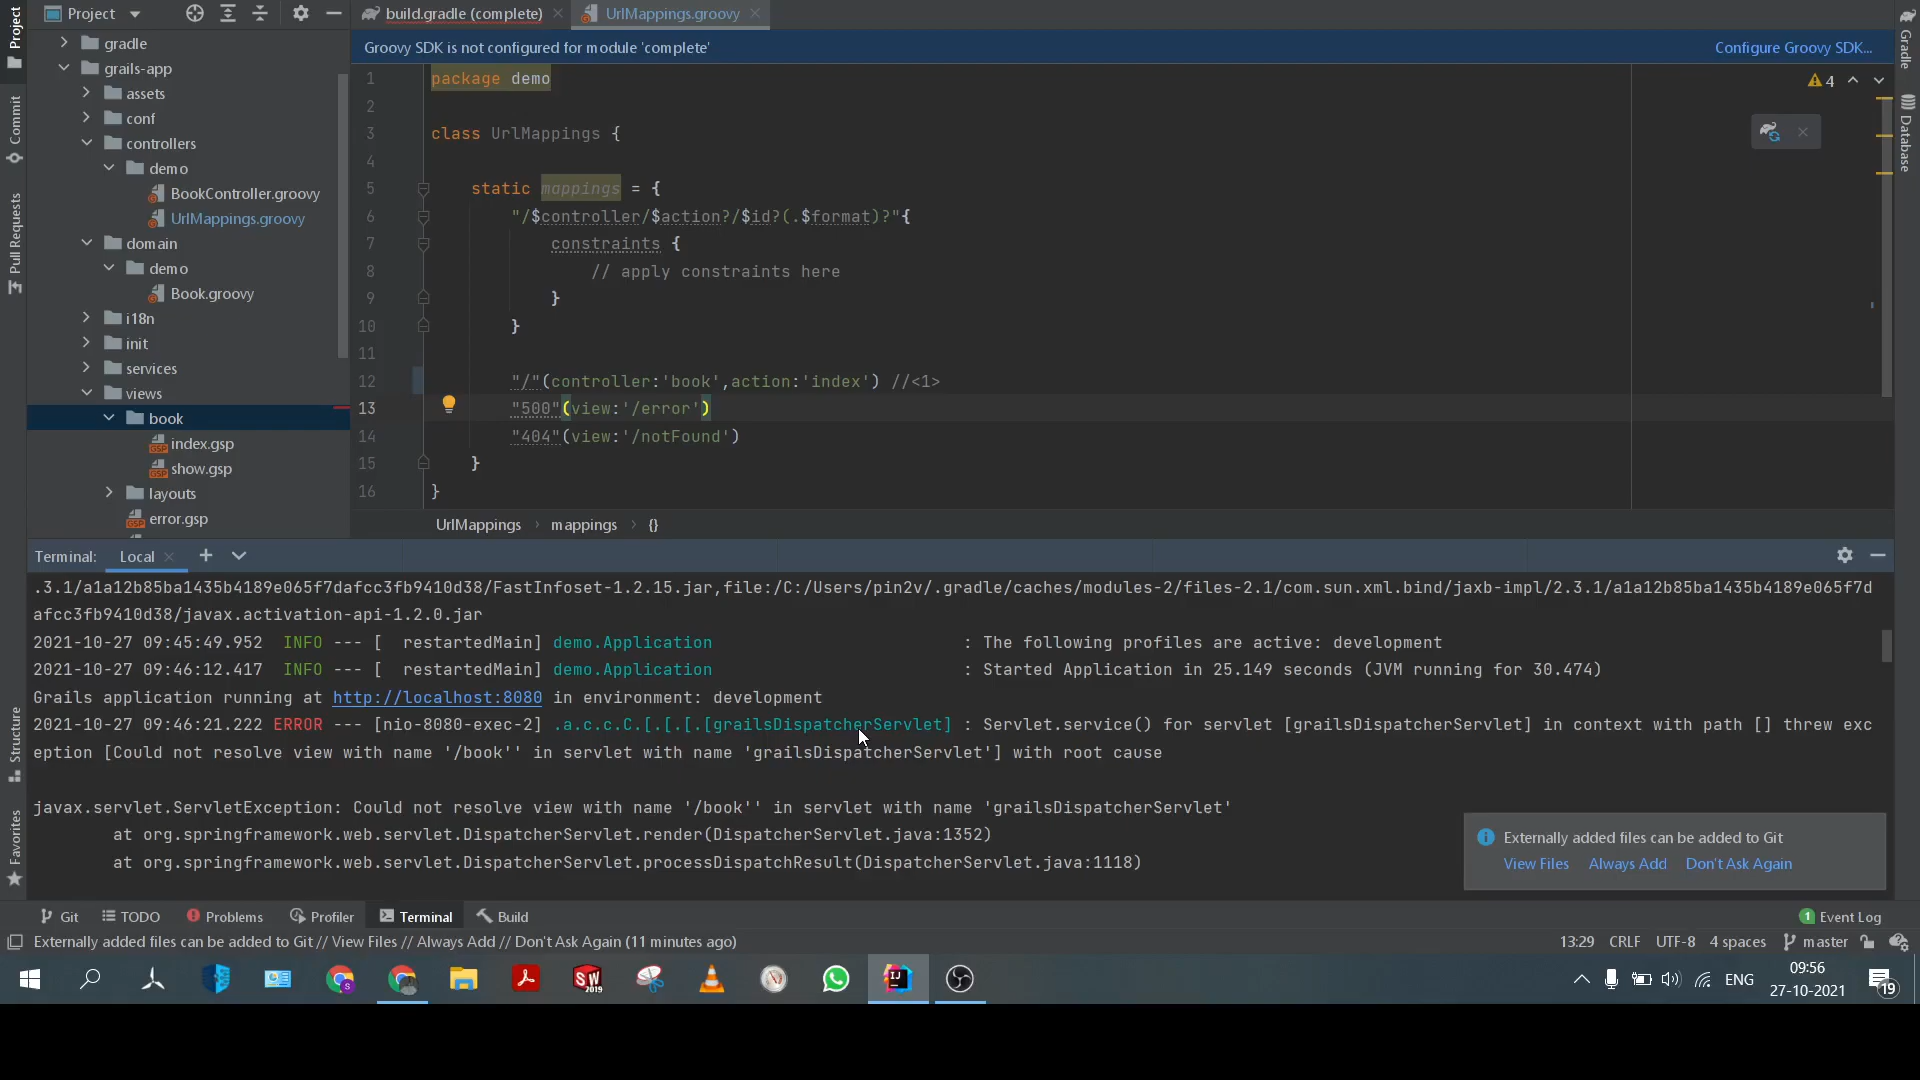 Project
build.gradle (complete)
UrlMappings.groovy
gradle
grails-app
assets
conf
controllers
demo
BookController.groovy
UrlMappings.groovy
domain
demo
Book.groovy
i18n
init
services
views
book
index.gsp
show.gsp
layouts
error.gsp
Project
Commit
Pull Requests
Structure
Favorites
Gradle
Database
Groovy SDK is not configured for module 'complete'
Configure Groovy SDK...
4
1 package demo
2
3 class UrlMappings {
4
5 static mappings = {
6 "/$controller/$action?/$id?(.$format)?"{
7 constraints {
8 // apply constraints here
9 }
10 }
11
12 "/"(controller:'book',action:'index') //<1>
13 "500"(view:'/error')
14 "404"(view:'/notFound')
15 }
16 }
UrlMappings › mappings › {}
Terminal: Local
.3.1/a1a12b85ba1435b4189e065f7dafcc3fb9410d38/FastInfoset-1.2.15.jar,file:/C:/Users/pin2v/.gradle/caches/modules-2/files-2.1/com.sun.xml.bind/jaxb-impl/2.3.1/a1a12b85ba1435b4189e065f7d
afcc3fb9410d38/javax.activation-api-1.2.0.jar
2021-10-27 09:45:49.952 INFO --- [ restartedMain] demo.Application : The following profiles are active: development
2021-10-27 09:46:12.417 INFO --- [ restartedMain] demo.Application : Started Application in 25.149 seconds (JVM running for 30.474)
Grails application running at http://localhost:8080 in environment: development
2021-10-27 09:46:21.222 ERROR --- [nio-8080-exec-2] .a.c.c.C.[.[.[.[grailsDispatcherServlet] : Servlet.service() for servlet [grailsDispatcherServlet] in context with path [] threw exc
eption [Could not resolve view with name '/book'' in servlet with name 'grailsDispatcherServlet'] with root cause
javax.servlet.ServletException: Could not resolve view with name '/book'' in servlet with name 'grailsDispatcherServlet'
at org.springframework.web.servlet.DispatcherServlet.render(DispatcherServlet.java:1352)
at org.springframework.web.servlet.DispatcherServlet.processDispatchResult(DispatcherServlet.java:1118)
Externally added files can be added to Git
View Files Always Add Don't Ask Again
Git TODO Problems Profiler Terminal Build
1 Event Log
Externally added files can be added to Git // View Files // Always Add // Don't Ask Again (11 minutes ago)
13:29 CRLF UTF-8 4 spaces master
SW
2019
IJ
ENG
09:56
27-10-2021
19